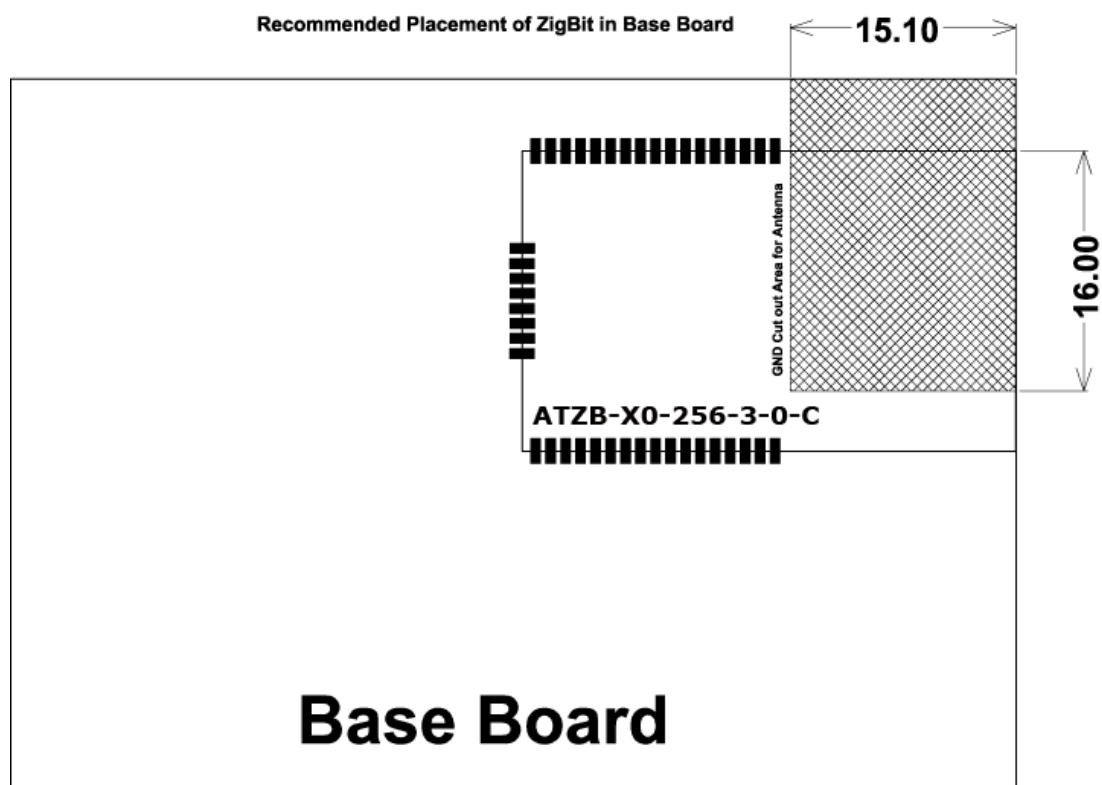 Recommended Placement of ZigBit in Base Board
15.10
GND Cut out Area for Antenna
16.00
ATZB-X0-256-3-0-C
Base Board